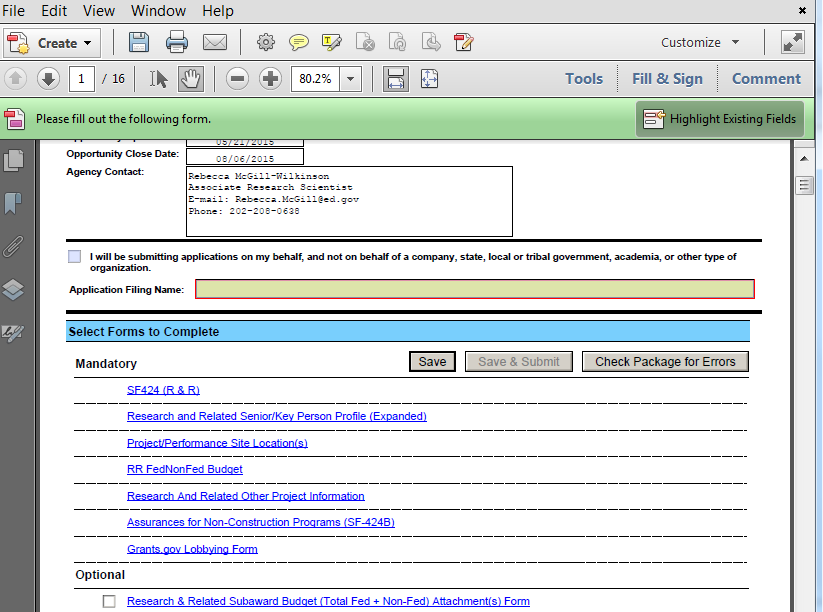 File Edit View Window Help
Create
Customize
1 / 16
80.2%
Tools Fill & Sign Comment
Please fill out the following form.
Highlight Existing Fields
05/21/2015
Opportunity Close Date: 08/06/2015
Agency Contact:
Rebecca McGill-Wilkinson
Associate Research Scientist
E-mail: Rebecca.McGill@ed.gov
Phone: 202-208-0638
I will be submitting applications on my behalf, and not on behalf of a company, state, local or tribal government, academia, or other type of
organization.
Application Filing Name:
Select Forms to Complete
Mandatory
Save Save & Submit Check Package for Errors
SF424 (R & R)
Research and Related Senior/Key Person Profile (Expanded)
Project/Performance Site Location(s)
RR FedNonFed Budget
Research And Related Other Project Information
Assurances for Non-Construction Programs (SF-424B)
Grants.gov Lobbying Form
Optional
Research & Related Subaward Budget (Total Fed + Non-Fed) Attachment(s) Form